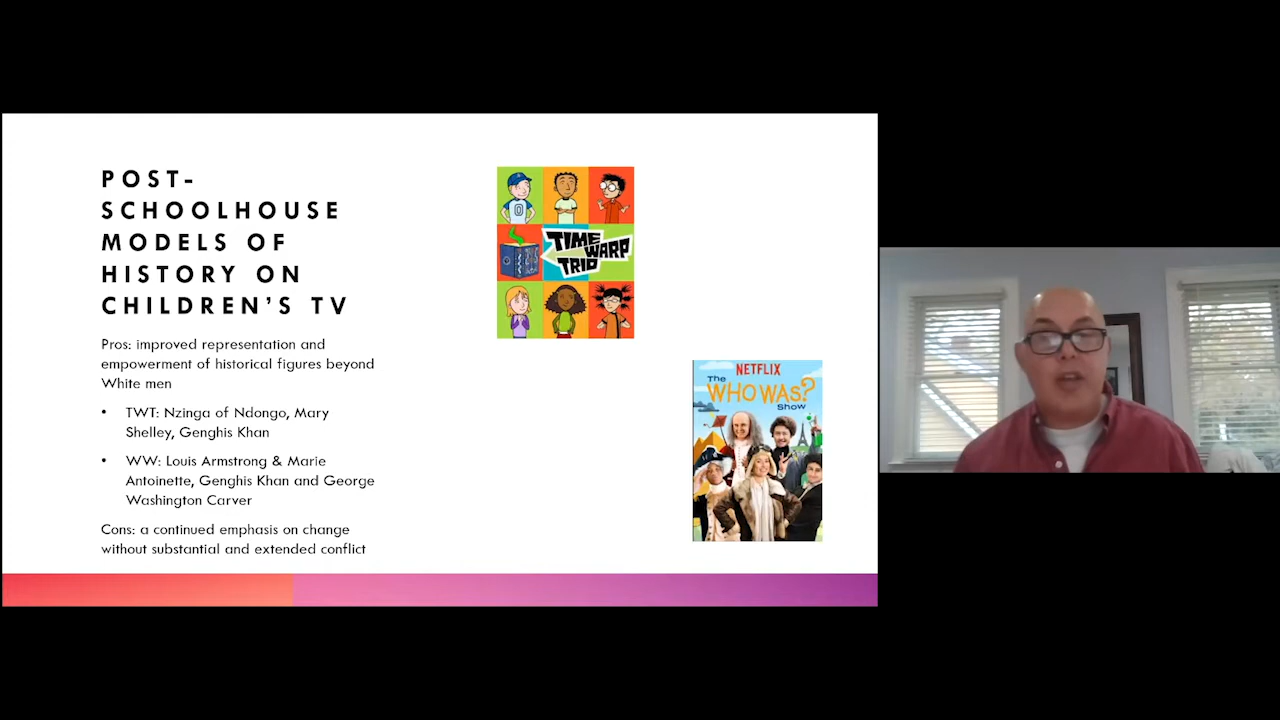 POST-
SCHOOLHOUSE
MODELS OF
HISTORY ON
CHILDREN'S TV
Pros: improved representation and
empowerment of historical figures beyond
White men
• TWT: Nzinga of Ndongo, Mary
Shelley, Genghis Khan
• WW: Louis Armstrong & Marie
Antoinette, Genghis Khan and George
Washington Carver
Cons: a continued emphasis on change
without substantial and extended conflict
TIME
WARP
TRIO
NETFLIX
The
WHO WAS?
Show